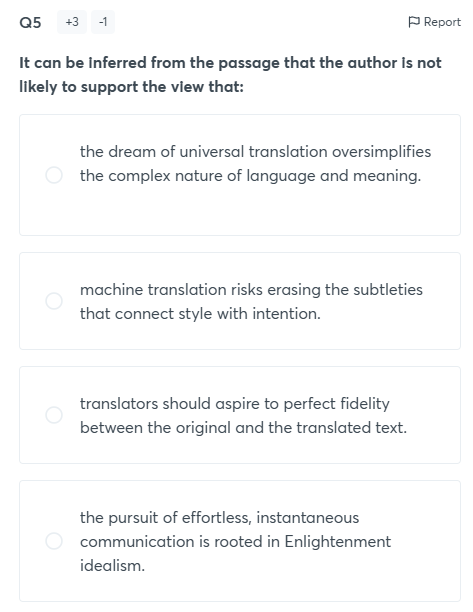 Q5 +3 -1 Report
It can be inferred from the passage that the author is not
likely to support the view that:
the dream of universal translation oversimplifies
the complex nature of language and meaning.
machine translation risks erasing the subtleties
that connect style with intention.
translators should aspire to perfect fidelity
between the original and the translated text.
the pursuit of effortless, instantaneous
communication is rooted in Enlightenment
idealism.